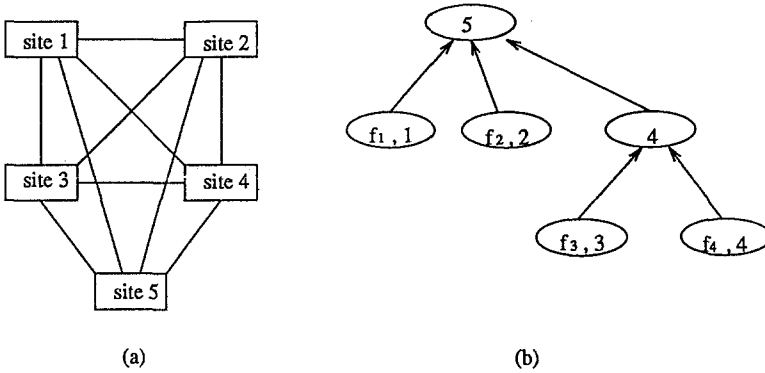 site 1
site 2
site 3
site 4
site 5
(a)
5
f1, 1
f2, 2
4
f3, 3
f4, 4
(b)